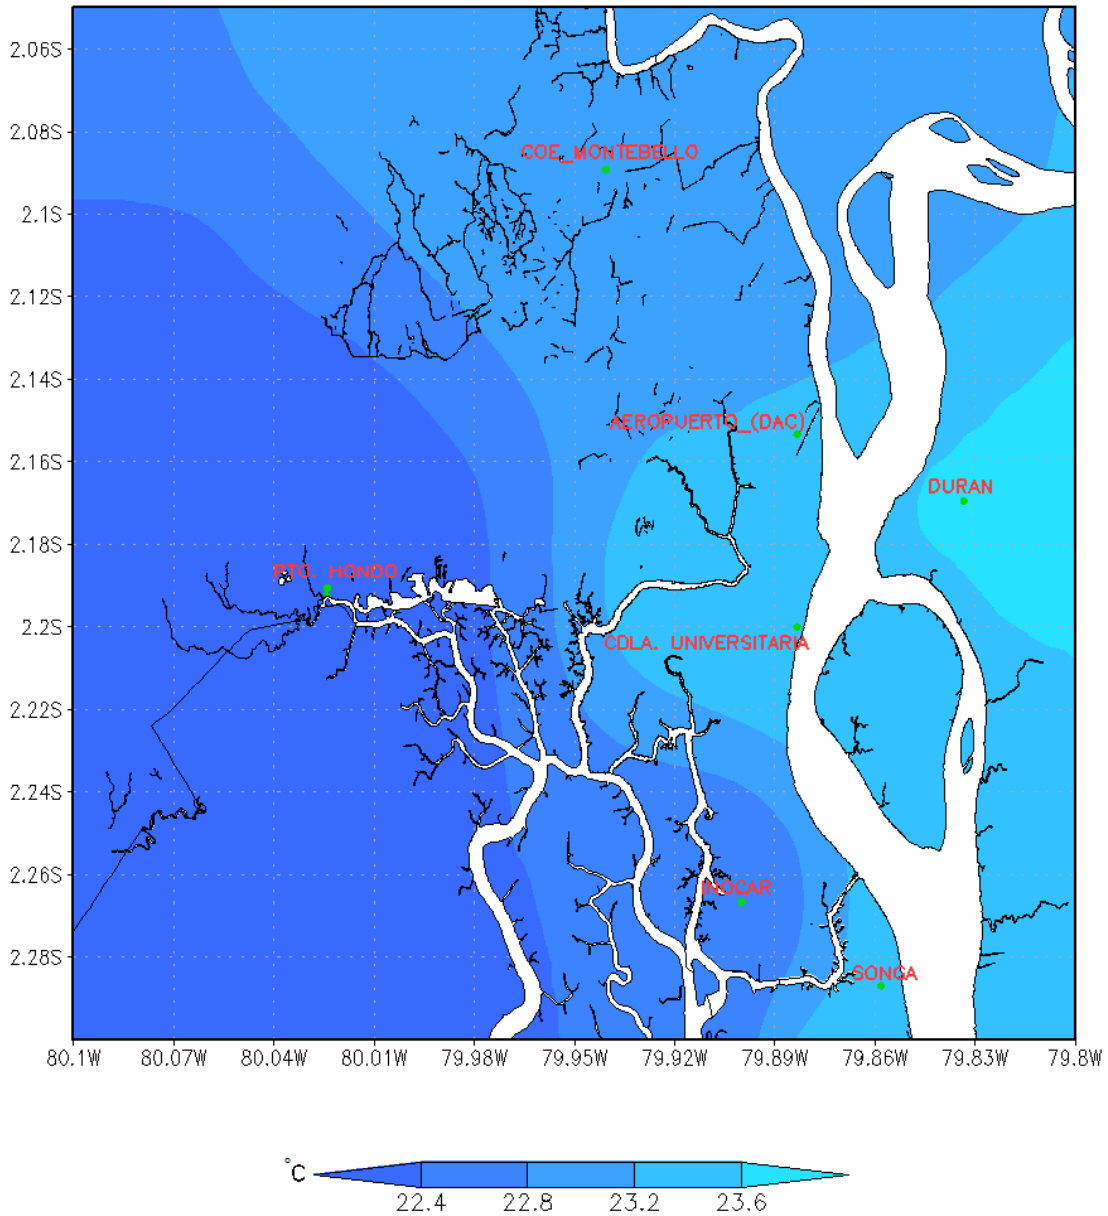 2.06S
2.08S
COE_MONTEBELLO
2.1S
2.12S
2.14S
AEROPUERTO_(DAC)
2.16S
DURAN
2.18S
PTO. HONDO
2.2S
CDLA. UNIVERSITARIA
2.22S
2.24S
2.26S
INOCAR
2.28S
SONGA
80.1W 80.07W 80.04W 80.01W 79.98W 79.95W 79.92W 79.89W 79.86W 79.83W 79.8W
°C
22.4 22.8 23.2 23.6